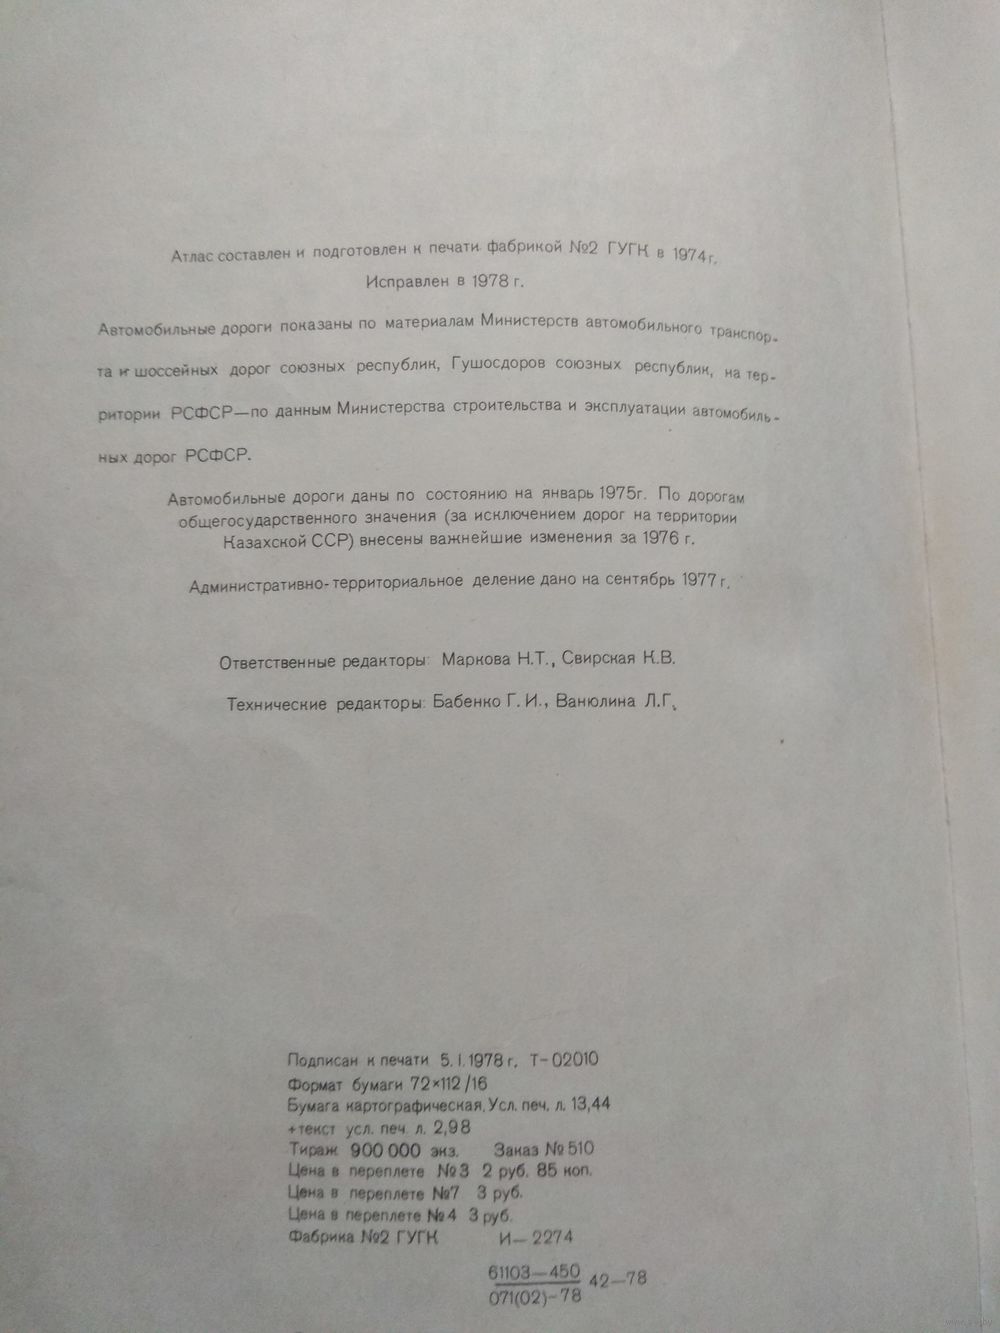 Атлас составлен и подготовлен к печати фабрикой №2 ГУГК в 1974г.
Исправлен в 1978 г.
Автомобильные дороги показаны по материалам Министерств автомобильного транспор-
та и шоссейных дорог союзных республик, Гушосдоров союзных республик, на тер-
ритории РСФСР—по данным Министерства строительства и эксплуатации автомобиль-
ных дорог РСФСР.
Автомобильные дороги даны по состоянию на январь 1975г. По дорогам
общегосударственного значения (за исключением дорог на территории
Казахской ССР) внесены важнейшие изменения за 1976 г.
Административно-территориальное деление дано на сентябрь 1977 г.
Ответственные редакторы: Маркова Н.Т., Свирская К.В.
Технические редакторы: Бабенко Г.И., Ванюлина Л.Г.
Подписан к печати 5.I.1978 г. Т-02010
Формат бумаги 72×112/16
Бумага картографическая. Усл. печ. л. 13,44
+текст усл. печ. л. 2,98
Тираж 900 000 экз. Заказ №510
Цена в переплете №3 2 руб. 85 коп.
Цена в переплете №7 3 руб.
Цена в переплете №4 3 руб.
Фабрика №2 ГУГК И—2274
61103—450
071(02)-78
42—78